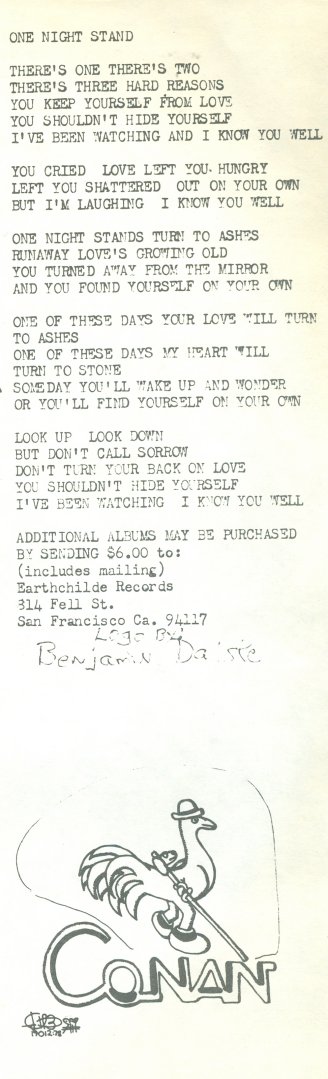 ONE NIGHT STAND
THERE'S ONE THERE'S TWO
THERE'S THREE HARD REASONS
YOU KEEP YOURSELF FROM LOVE
YOU SHOULDN'T HIDE YOURSELF
I'VE BEEN WATCHING AND I KNOW YOU WELL
YOU CRIED LOVE LEFT YOU HUNGRY
LEFT YOU SHATTERED OUT ON YOUR OWN
BUT I'M LAUGHING I KNOW YOU WELL
ONE NIGHT STANDS TURN TO ASHES
RUNAWAY LOVE'S GROWING OLD
YOU TURNED AWAY FROM THE MIRROR
AND YOU FOUND YOURSELF ON YOUR OWN
ONE OF THESE DAYS YOUR LOVE WILL TURN
TO ASHES
ONE OF THESE DAYS MY HEART WILL
TURN TO STONE
SOMEDAY YOU'LL WAKE UP AND WONDER
OR YOU'LL FIND YOURSELF ON YOUR OWN
LOOK UP LOOK DOWN
BUT DON'T CALL SORROW
DON'T TURN YOUR BACK ON LOVE
YOU SHOULDN'T HIDE YOURSELF
I'VE BEEN WATCHING I KNOW YOU WELL
ADDITIONAL ALBUMS MAY BE PURCHASED
BY SENDING $6.00 to:
(includes mailing)
Earthchilde Records
314 Fell St.
San Francisco Ca. 94117
Logo By:
Benjamin
CONAN